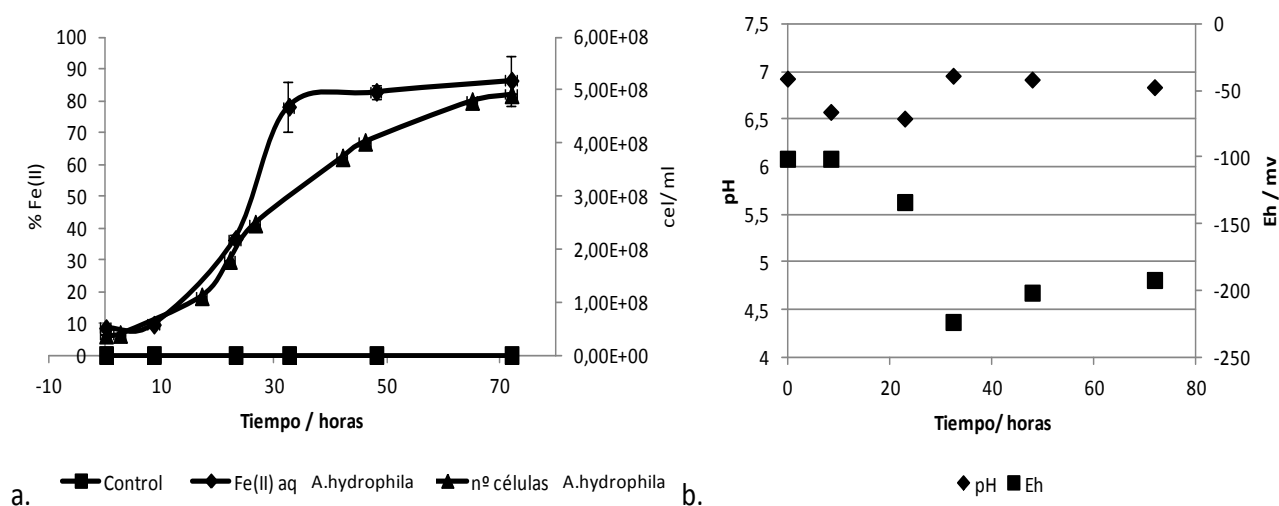 % Fe(II)
100
90
80
70
60
50
40
30
20
10
0
6,00E+08
5,00E+08
4,00E+08
3,00E+08
2,00E+08
1,00E+08
0,00E+00
cel/ ml
-10
10
30
50
70
Tiempo / horas
Control
Fe(II) aq A.hydrophila
nº células A.hydrophila
a.
pH
7,5
7
6,5
6
5,5
5
4,5
4
0
-50
-100
-150
-200
-250
Eh / mv
0
20
40
60
80
Tiempo/ horas
pH
Eh
b.